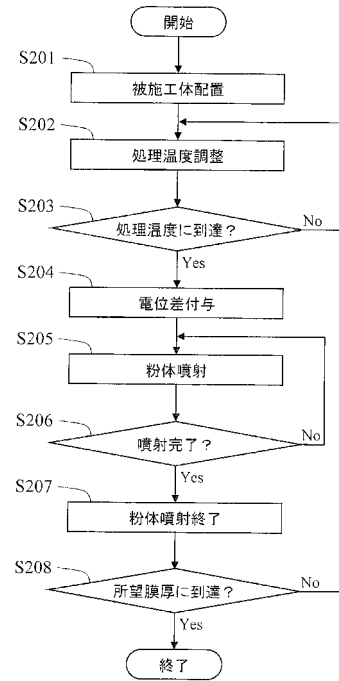 開始
S201
被施工体配置
S202
処理温度調整
S203
処理温度に到達？
No
Yes
S204
電位差付与
S205
粉体噴射
S206
噴射完了？
No
Yes
S207
粉体噴射終了
S208
所望膜厚に到達？
No
Yes
終了